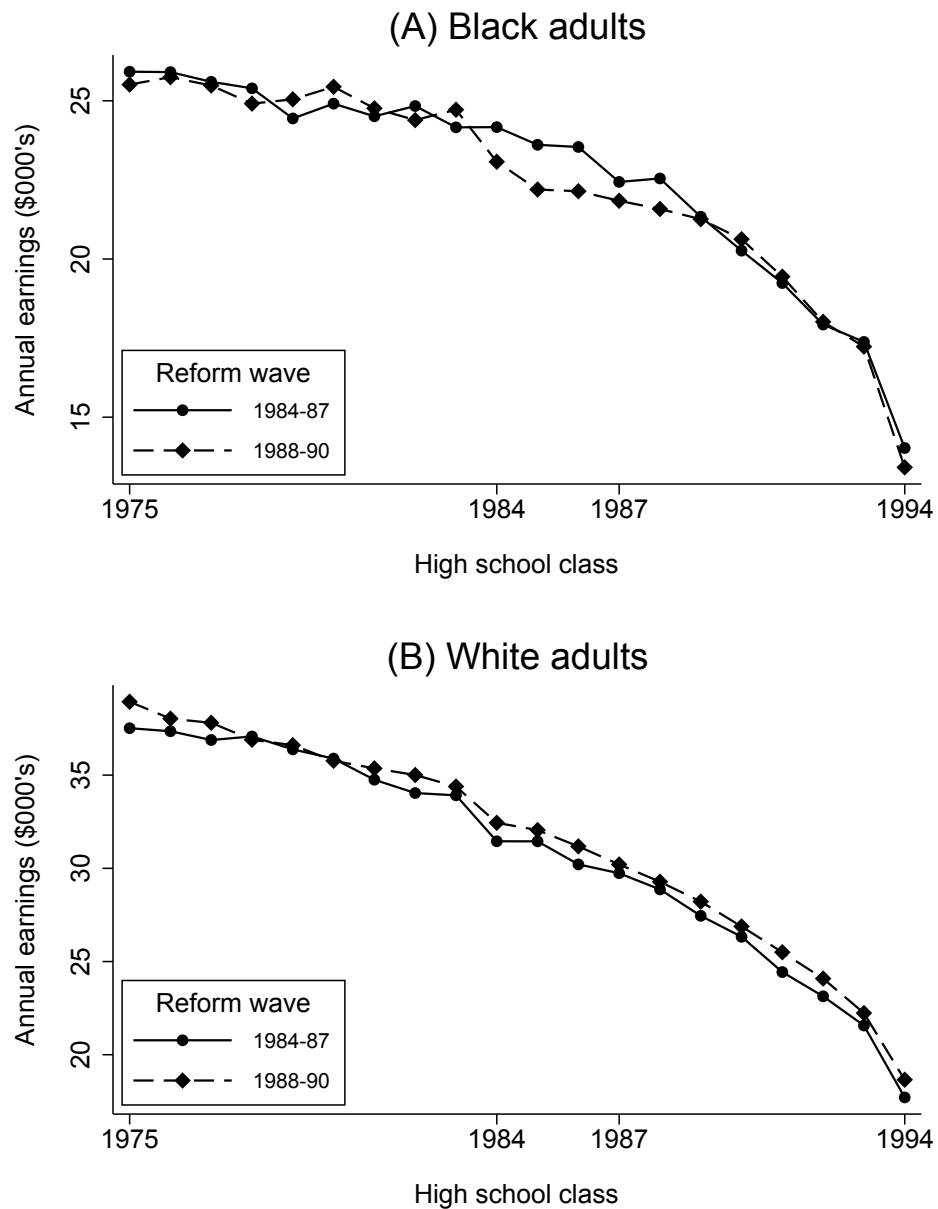 (A) Black adults
Annual earnings ($000's)
25
20
15
Reform wave
1984-87
1988-90
1975 1984 1987 1994
High school class
(B) White adults
Annual earnings ($000's)
35
30
25
20
Reform wave
1984-87
1988-90
1975 1984 1987 1994
High school class